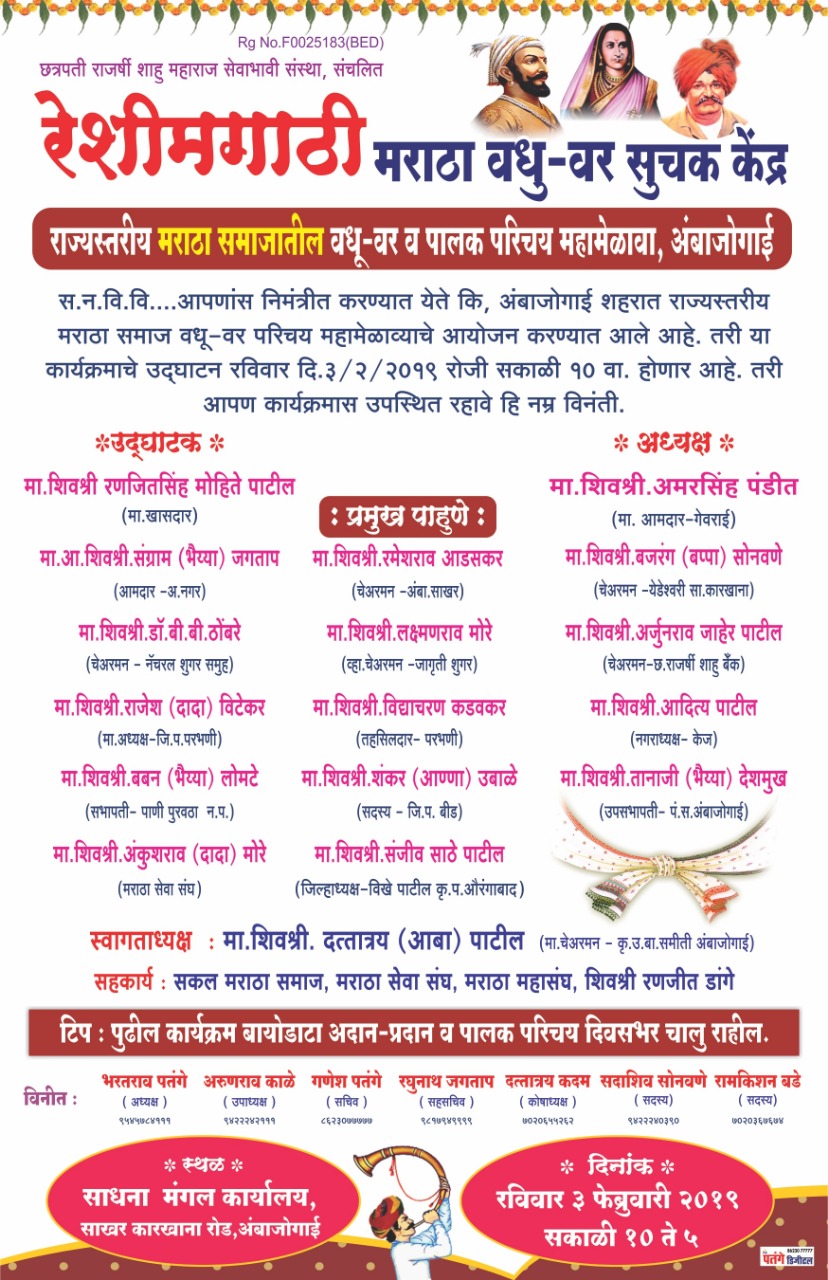 Rg No.F0025183(BED)
छत्रपती राजर्षी शाहु महाराज सेवाभावी संस्था, संचलित
रेशीमगाठी मराठा वधु-वर सुचक केंद्र
राज्यस्तरीय मराठा समाजातील वधू-वर व पालक परिचय महामेळावा, अंबाजोगाई
स.न.वि.वि....आपणांस निमंत्रीत करण्यात येते कि, अंबाजोगाई शहरात राज्यस्तरीय
मराठा समाज वधू-वर परिचय महामेळाव्याचे आयोजन करण्यात आले आहे. तरी या
कार्यक्रमाचे उद्घाटन रविवार दि.३/२/२०१९ रोजी सकाळी १० वा. होणार आहे. तरी
आपण कार्यक्रमास उपस्थित रहावे हि नम्र विनंती.
*उद्घाटक * * अध्यक्ष *
मा.शिवश्री रणजितसिंह मोहिते पाटील मा.शिवश्री.अमरसिंह पंडीत
(मा.खासदार) (मा. आमदार-गेवराई)
: प्रमुख पाहुणे :
मा.आ.शिवश्री.संग्राम (भैय्या) जगताप मा.शिवश्री.रमेशराव आडसकर मा.शिवश्री.बजरंग (बप्पा) सोनवणे
(आमदार -अ.नगर) (चेअरमन -अंबा.साखर) (चेअरमन -येडेश्वरी सा.कारखाना)
मा.शिवश्री.डॉ.बी.बी.ठोंबरे मा.शिवश्री.लक्ष्मणराव मोरे मा.शिवश्री.अर्जुनराव जाहेर पाटील
(चेअरमन - नॅचरल शुगर समुह) (व्हा.चेअरमन -जागृती शुगर) (चेअरमन-छ.राजर्षी शाहु बँक)
मा.शिवश्री.राजेश (दादा) विटेकर मा.शिवश्री.विद्याचरण कडवकर मा.शिवश्री.आदित्य पाटील
(मा.अध्यक्ष-जि.प.परभणी) (तहसिलदार- परभणी) (नगराध्यक्ष- केज)
मा.शिवश्री.बबन (भैय्या) लोमटे मा.शिवश्री.शंकर (आण्णा) उबाळे मा.शिवश्री.तानाजी (भैय्या) देशमुख
(सभापती- पाणी पुरवठा न.प.) (सदस्य - जि.प. बीड) (उपसभापती- पं.स.अंबाजोगाई)
मा.शिवश्री.अंकुशराव (दादा) मोरे मा.शिवश्री.संजीव साठे पाटील
(मराठा सेवा संघ) (जिल्हाध्यक्ष-विखे पाटील कृ.प.औरंगाबाद)
स्वागताध्यक्ष : मा.शिवश्री. दत्तात्रय (आबा) पाटील (मा.चेअरमन - कृ.उ.बा.समीती अंबाजोगाई)
सहकार्य : सकल मराठा समाज, मराठा सेवा संघ, मराठा महासंघ, शिवश्री रणजीत डांगे
टिप : पुढील कार्यक्रम बायोडाटा अदान-प्रदान व पालक परिचय दिवसभर चालु राहील.
विनीत : भरतराव पतंगे अरुणराव काळे गणेश पतंगे रघुनाथ जगताप दत्तात्रय कदम सदाशिव सोनवणे रामकिशन बडे
( अध्यक्ष ) ( उपाध्यक्ष ) ( सचिव ) ( सहसचिव ) ( कोषाध्यक्ष ) ( सदस्य ) ( सदस्य )
९५४५७८४१११ ९४२२२४२१११ ८६२३०७७७७७ ९८१७९४९९९९ ७०२०६५५२६२ ९४२२२४०३९० ७०२०३६७६७४
* स्थळ *
साधना मंगल कार्यालय,
साखर कारखाना रोड,अंबाजोगाई
* दिनांक *
रविवार ३ फेब्रुवारी २०१९
सकाळी १० ते ५
पतंगे डिजीटल